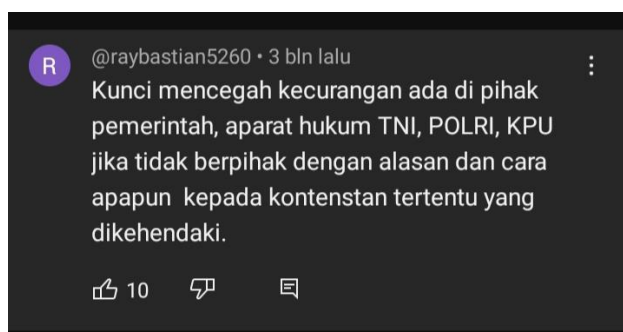 R
@raybastian5260 • 3 bln lalu
Kunci mencegah kecurangan ada di pihak
pemerintah, aparat hukum TNI, POLRI, KPU
jika tidak berpihak dengan alasan dan cara
apapun kepada kontenstan tertentu yang
dikehendaki.
10